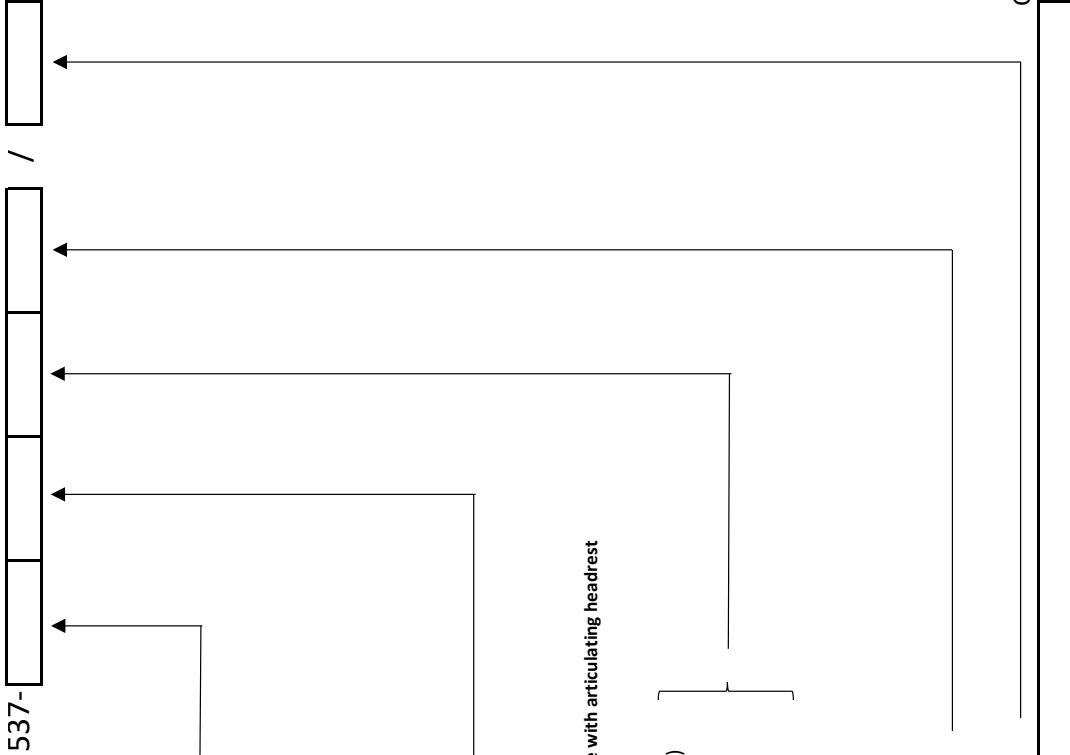 537- /
with articulating headrest
)